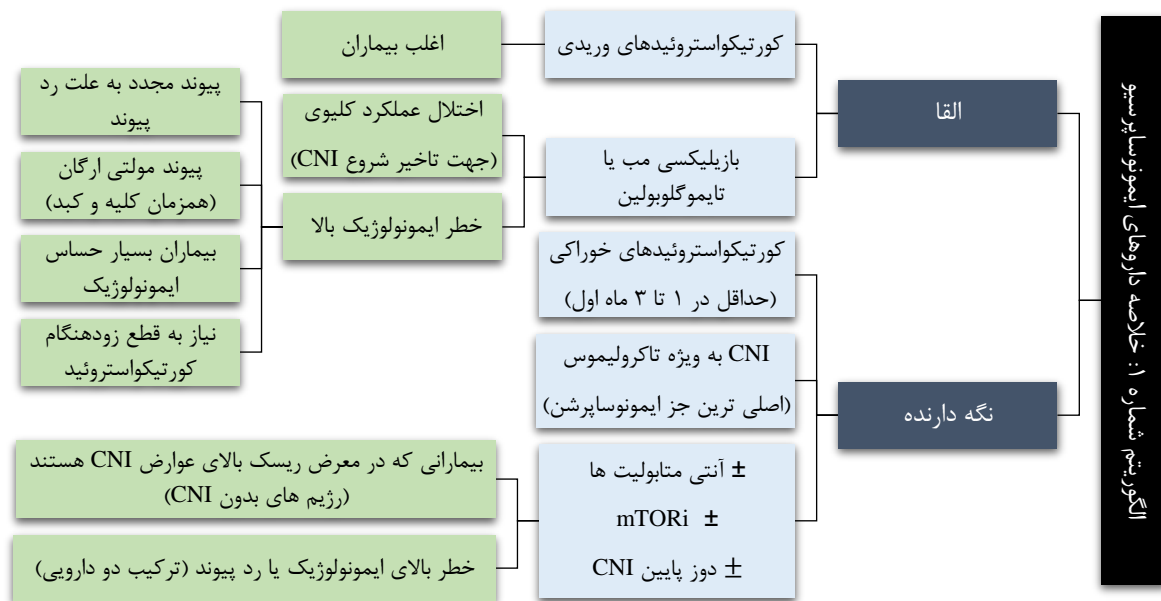 الگوریتم شماره ۱: خلاصه داروهای ایمونوساپرسیو
القا
کورتیکواستروئیدهای وریدی
اغلب بیماران
بازیلیکسی مب یا
تایموگلوبولین
اختلال عملکرد کلیوی
(جهت تاخیر شروع CNI)
خطر ایمونولوژیک بالا
پیوند مجدد به علت رد
پیوند
پیوند مولتی ارگان
(همزمان کلیه و کبد)
بیماران بسیار حساس
ایمونولوژیک
نیاز به قطع زودهنگام
کورتیکواستروئید
نگه دارنده
کورتیکواستروئیدهای خوراکی
(حداقل در ۱ تا ۳ ماه اول)
CNI به ویژه تاکرولیموس
(اصلی ترین جز ایمونوساپرشن)
± آنتی متابولیت ها
± mTORi
± دوز پایین CNI
بیمارانی که در معرض ریسک بالای عوارض CNI هستند
(رژیم های بدون CNI)
خطر بالای ایمونولوژیک یا رد پیوند (ترکیب دو دارویی)